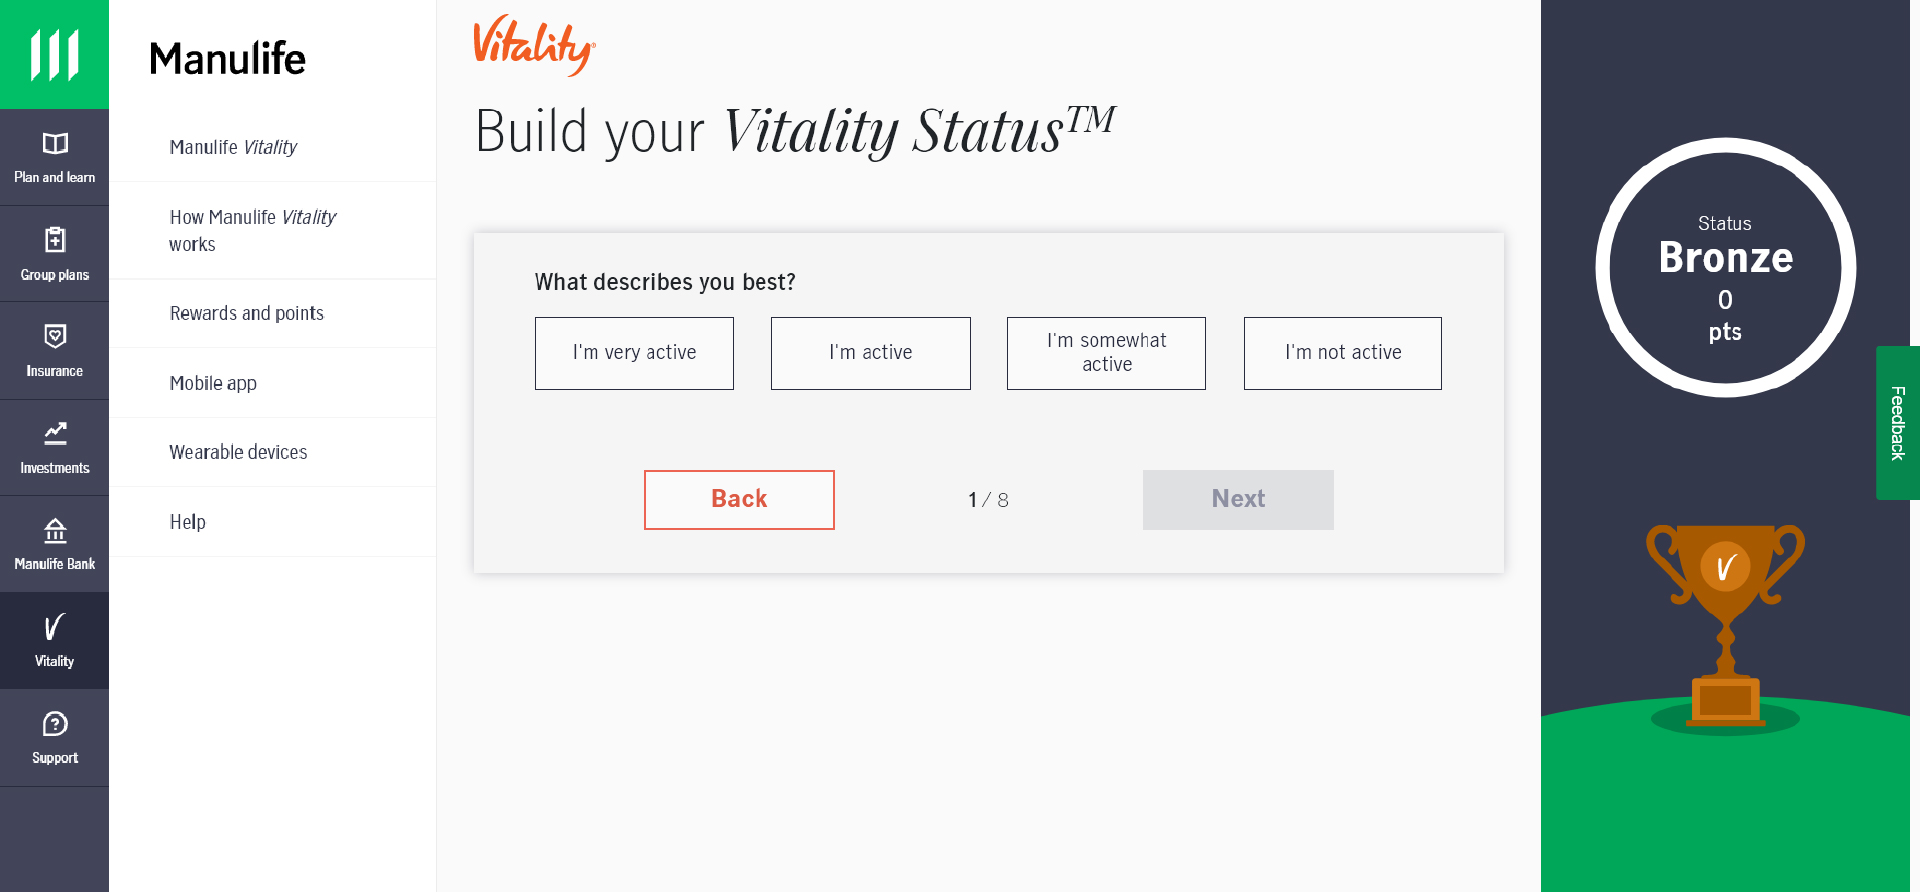 Plan and learn
Group plans
Insurance
Investments
Manulife Bank
Vitality
Support
Manulife
Manulife Vitality
How Manulife Vitality
works
Rewards and points
Mobile app
Wearable devices
Help
Vitality®
Build your Vitality Status™
What describes you best?
I'm very active
I'm active
I'm somewhat
active
I'm not active
Back
1 / 8
Next
Status
Bronze
0
pts
Feedback
V